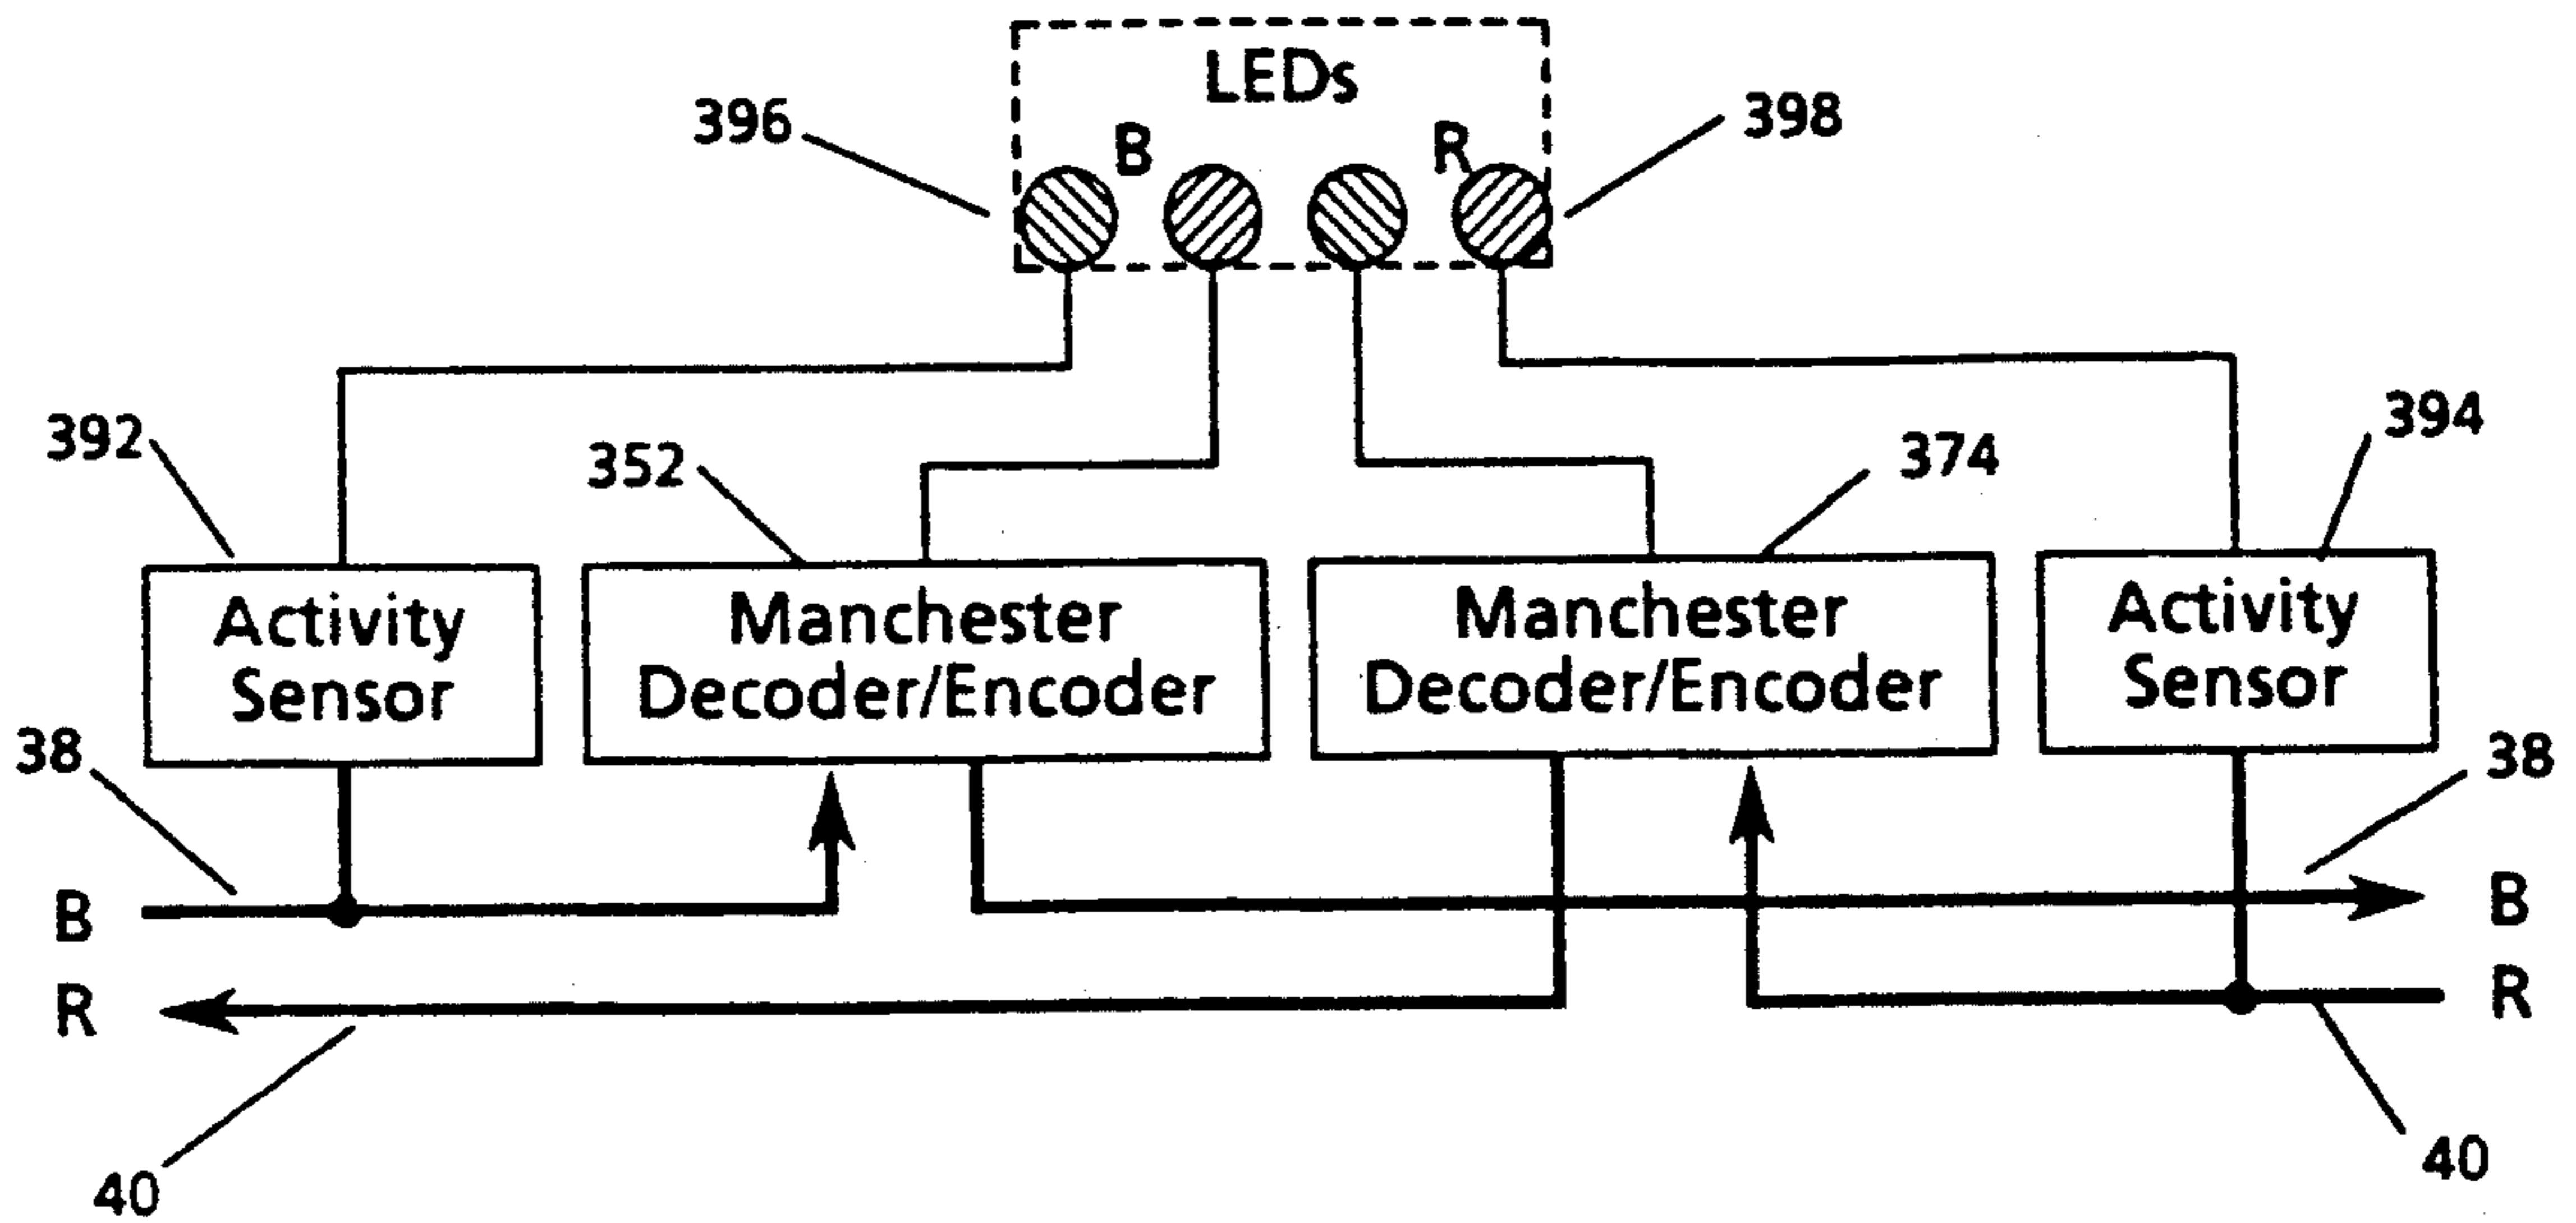 LEDs
396
B
R
398
392
352
374
394
Activity
Sensor
Manchester
Decoder/Encoder
Manchester
Decoder/Encoder
Activity
Sensor
38
38
B
B
R
R
40
40